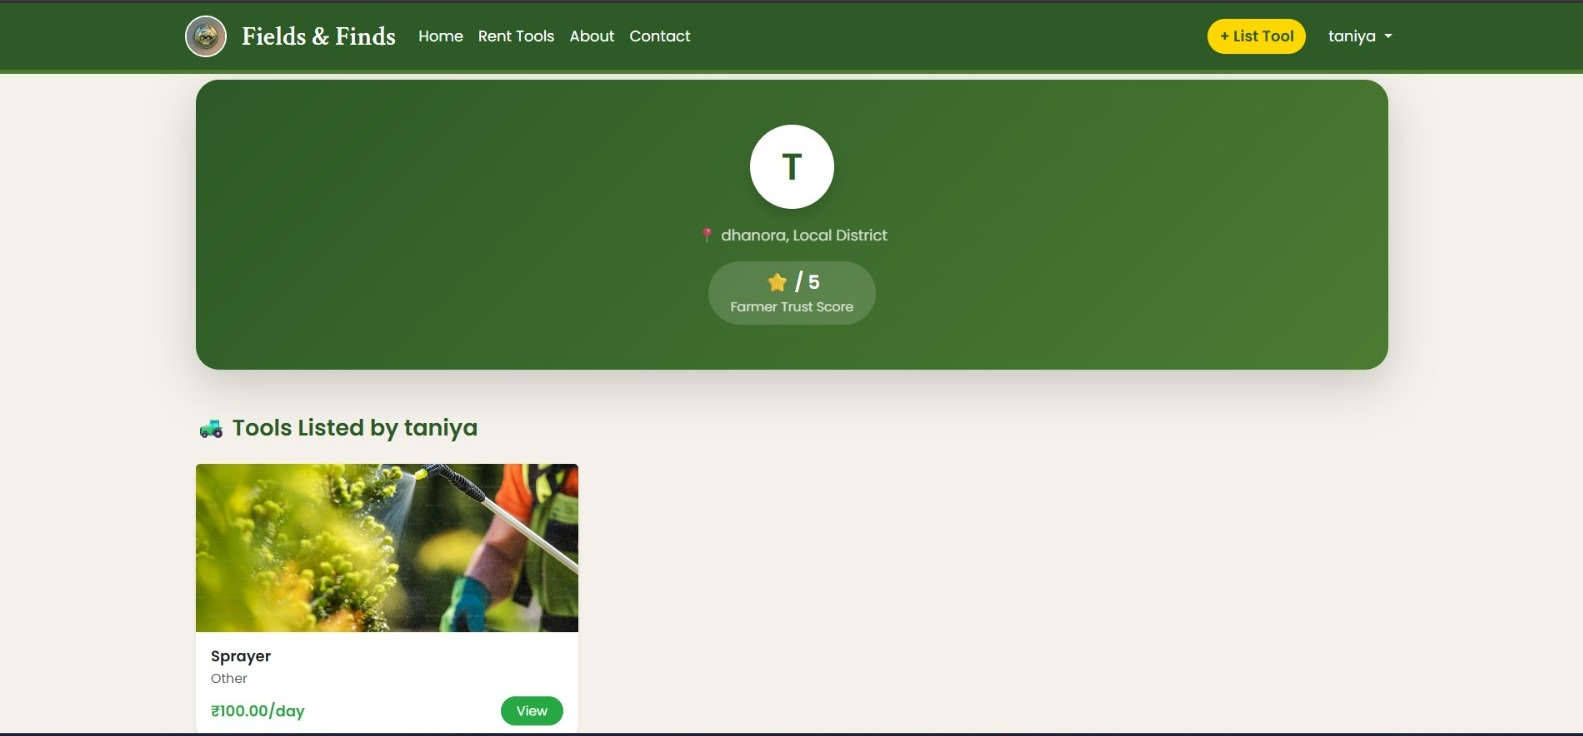 Fields & Finds Home Rent Tools About Contact + List Tool taniya
T
dhanora, Local District
/ 5
Farmer Trust Score
Tools Listed by taniya
Sprayer
Other
₹100.00/day View